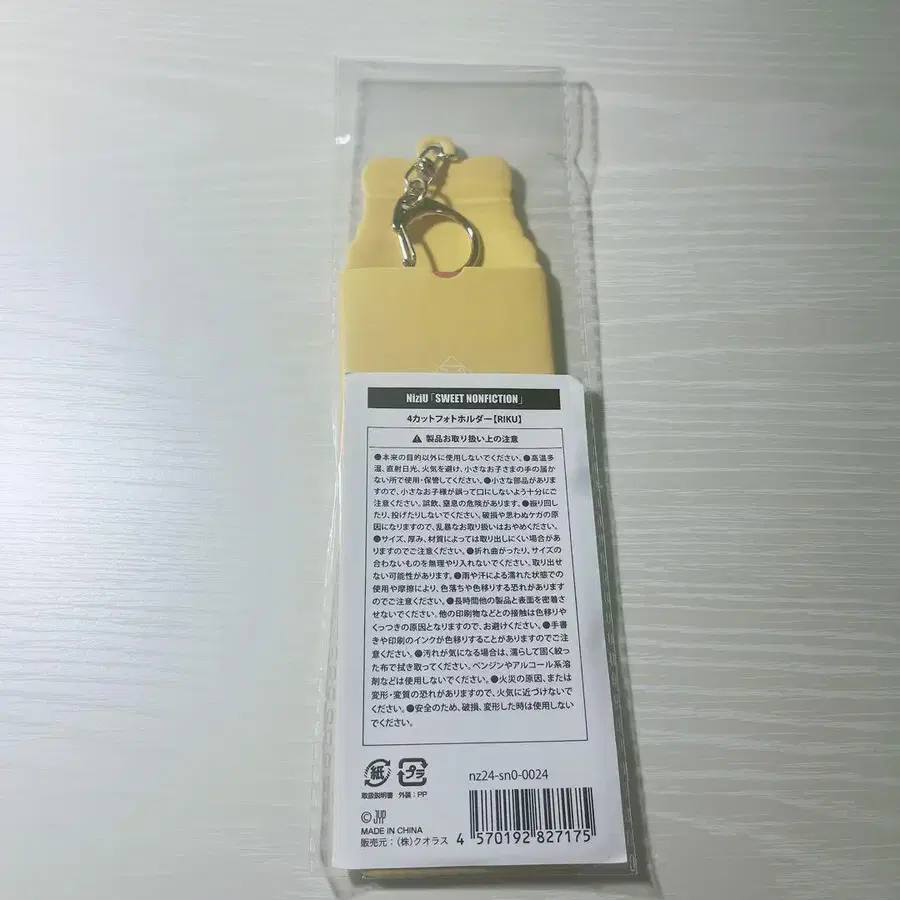 NiziU「SWEET NONFICTION」
4カットフォトホルダー【RIKU】
製品お取り扱い上の注意
●本来の目的以外に使用しないでください。●高温多
湿、直射日光、火気を避け、小さなお子さまの手の届か
ない所で使用・保管してください。●小さな部品がありま
すので、小さなお子様が誤って口にしないよう十分にご
注意ください。誤飲、窒息の危険があります。●振り回し
たり、投げたりしないでください。破損や思わぬケガの原
因になりますので、乱暴なお取り扱いはおやめください。
●サイズ、厚み、材質によっては取り出しにくい場合があ
りますのでご注意ください。●折れ曲がったり、サイズの
合わないものを無理やり入れないでください。取り出せ
ない可能性があります。●雨や汗による濡れた状態での
使用や摩擦により、色落ちや色移りする恐れがあります
のでご注意ください。●長時間他の製品と表面を密着
させないでください。他の印刷物などとの接触は色移りや
くっつきの原因となりますので、お避けください。●手書
きや印刷のインクが色移りすることがありますのでご注
意ください。●汚れが気になる場合は、濡らして固く絞っ
た布で拭き取ってください。ベンジンやアルコール系溶
剤などは使用しないでください。●火災の原因、または
変形・変質の恐れがありますので、火気に近づけないで
ください。●安全のため、破損、変形した時は使用しない
でください。
紙 プラ
取扱説明書 外装:PP
nz24-sn0-0024
©JYP
MADE IN CHINA
販売元:(株)クオラス
4 570192 827175